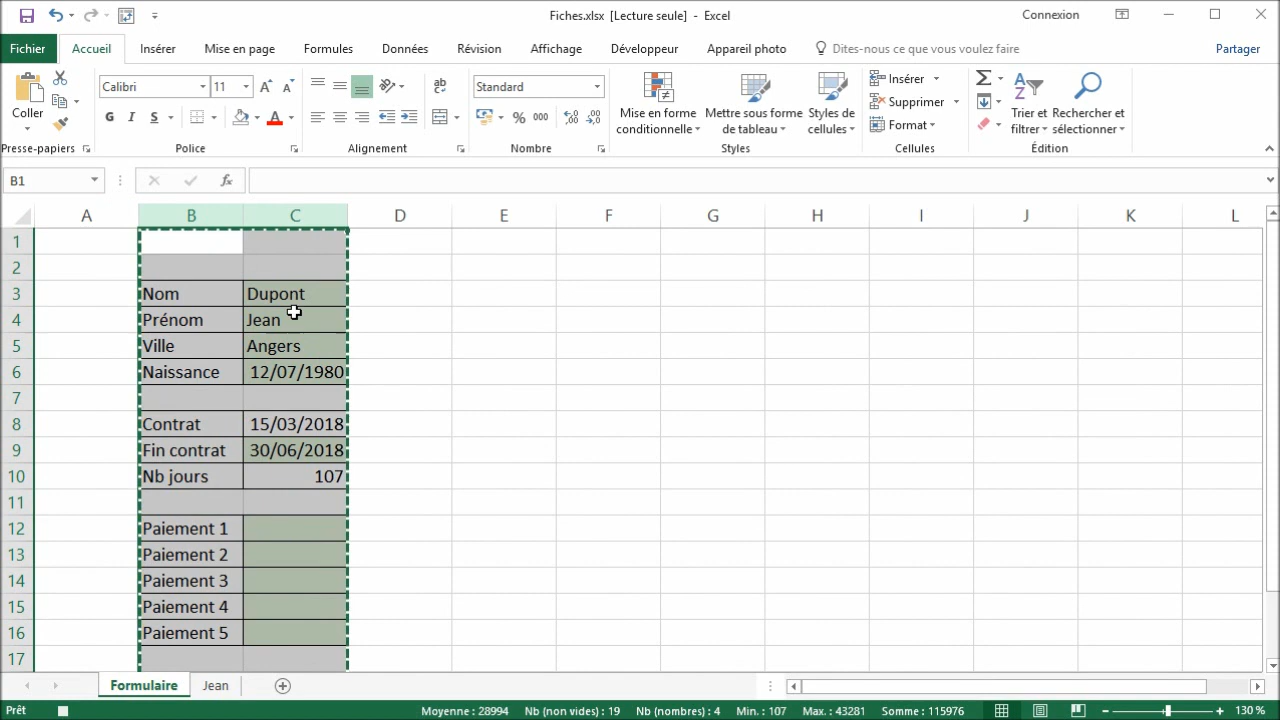 Fiches.xlsx [Lecture seule] - Excel
Connexion
Fichier Accueil Insérer Mise en page Formules Données Révision Affichage Développeur Appareil photo Dites-nous ce que vous voulez faire Partager
Coller
Presse-papiers
Calibri 11
G I S A
Police
ab
Alignement
Standard
% 000 ,00 ,0
Nombre
Mise en forme conditionnelle
Mettre sous forme de tableau
Styles de cellules
Styles
Insérer
Supprimer
Format
Cellules
Σ
Trier et filtrer
Rechercher et sélectionner
Édition
B1 fx
A B C D E F G H I J K L
1
2
3 Nom Dupont
4 Prénom Jean
5 Ville Angers
6 Naissance 12/07/1980
7
8 Contrat 15/03/2018
9 Fin contrat 30/06/2018
10 Nb jours 107
11
12 Paiement 1
13 Paiement 2
14 Paiement 3
15 Paiement 4
16 Paiement 5
17
Formulaire Jean
Prêt Moyenne : 28994 Nb (non vides) : 19 Nb (nombres) : 4 Min. : 107 Max. : 43281 Somme : 115976 130 %